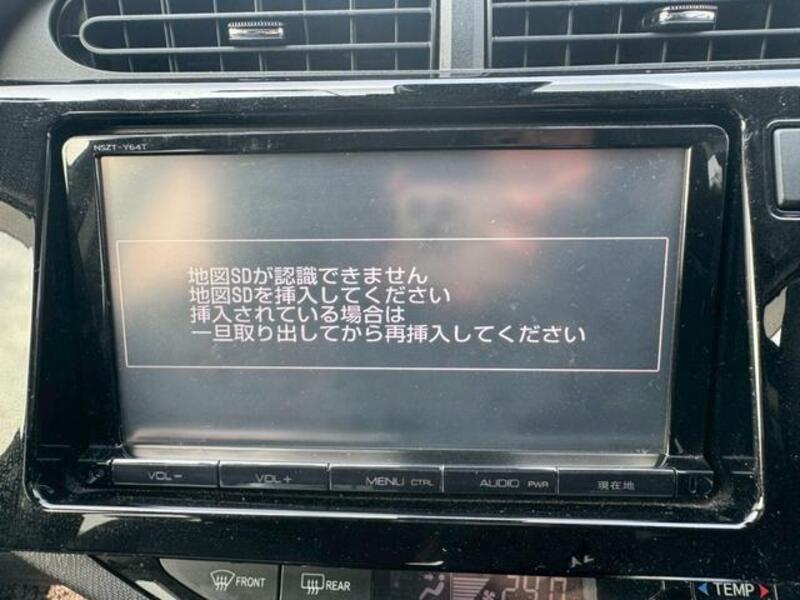 NSZT-Y64T
地図SDが認識できません
地図SDを挿入してください
挿入されている場合は
一旦取り出してから再挿入してください
VOL− VOL+ MENU CTRL AUDIO PWR 現在地
FRONT REAR 24.0 TEMP